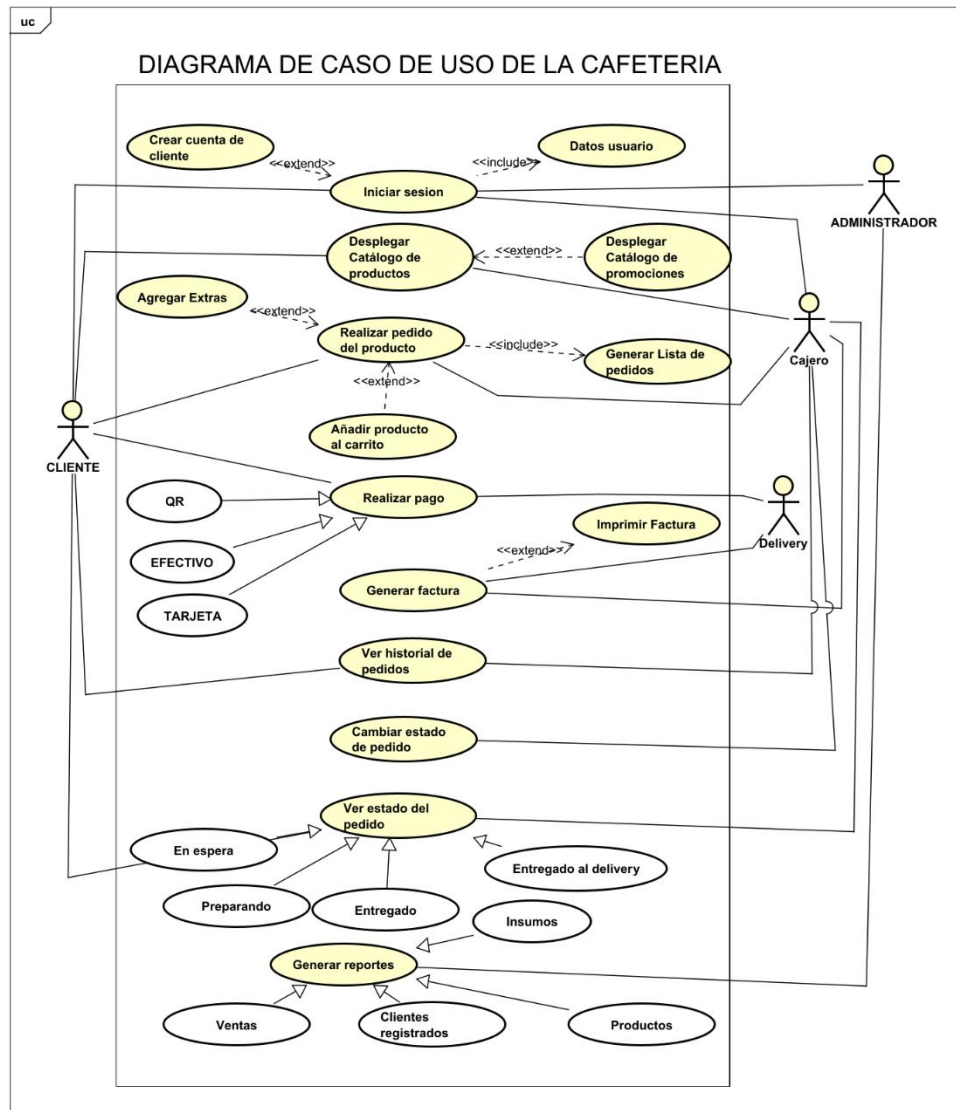 uc
DIAGRAMA DE CASO DE USO DE LA CAFETERIA
Crear cuenta de
cliente
<<extend>>
<<include>>
Datos usuario
Iniciar sesion
ADMINISTRADOR
Desplegar
Catálogo de
productos
<<extend>>
Desplegar
Catálogo de
promociones
Agregar Extras
<<extend>>
Realizar pedido
del producto
<<include>>
Generar Lista de
pedidos
Cajero
<<extend>>
Añadir producto
al carrito
CLIENTE
QR
Realizar pago
Imprimir Factura
Delivery
EFECTIVO
<<extend>>
Generar factura
TARJETA
Ver historial de
pedidos
Cambiar estado
de pedido
Ver estado del
pedido
En espera
Entregado al delivery
Preparando
Entregado
Insumos
Generar reportes
Ventas
Clientes
registrados
Productos